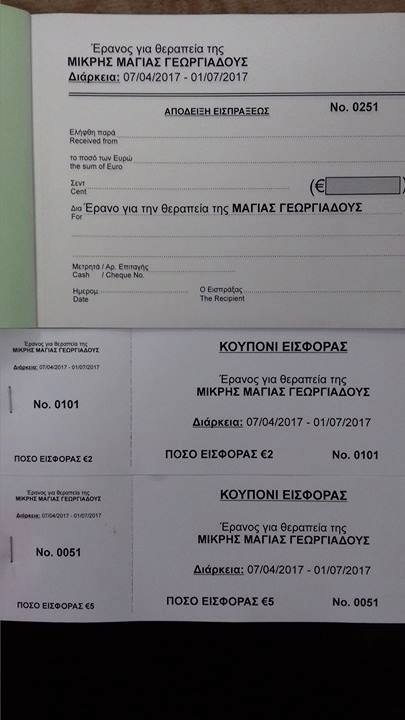 Έρανος για θεραπεία της
ΜΙΚΡΗΣ ΜΑΓΙΑΣ ΓΕΩΡΓΙΑΔΟΥΣ
Διάρκεια: 07/04/2017 - 01/07/2017
ΑΠΟΔΕΙΞΗ ΕΙΣΠΡΑΞΕΩΣ
No. 0251
Ελήφθη παρά
Received from
το ποσό των Ευρώ
the sum of Euro
Σεντ
Cent
(€ )
Δια Έρανο για την θεραπεία της ΜΑΓΙΑΣ ΓΕΩΡΓΙΑΔΟΥΣ
For
Μετρητά / Αρ. Επιταγής
Cash / Cheque No.
Ημερομ. Ο Εισπράξας
Date The Recipient
Έρανος για θεραπεία της
ΜΙΚΡΗΣ ΜΑΓΙΑΣ ΓΕΩΡΓΙΑΔΟΥΣ
Διάρκεια: 07/04/2017 - 01/07/2017
No. 0101
ΠΟΣΟ ΕΙΣΦΟΡΑΣ €2
ΚΟΥΠΟΝΙ ΕΙΣΦΟΡΑΣ
Έρανος για θεραπεία της
ΜΙΚΡΗΣ ΜΑΓΙΑΣ ΓΕΩΡΓΙΑΔΟΥΣ
Διάρκεια: 07/04/2017 - 01/07/2017
ΠΟΣΟ ΕΙΣΦΟΡΑΣ €2 No. 0101
Έρανος για θεραπεία της
ΜΙΚΡΗΣ ΜΑΓΙΑΣ ΓΕΩΡΓΙΑΔΟΥΣ
Διάρκεια: 07/04/2017 - 01/07/2017
No. 0051
ΠΟΣΟ ΕΙΣΦΟΡΑΣ €5
ΚΟΥΠΟΝΙ ΕΙΣΦΟΡΑΣ
Έρανος για θεραπεία της
ΜΙΚΡΗΣ ΜΑΓΙΑΣ ΓΕΩΡΓΙΑΔΟΥΣ
Διάρκεια: 07/04/2017 - 01/07/2017
ΠΟΣΟ ΕΙΣΦΟΡΑΣ €5 No. 0051